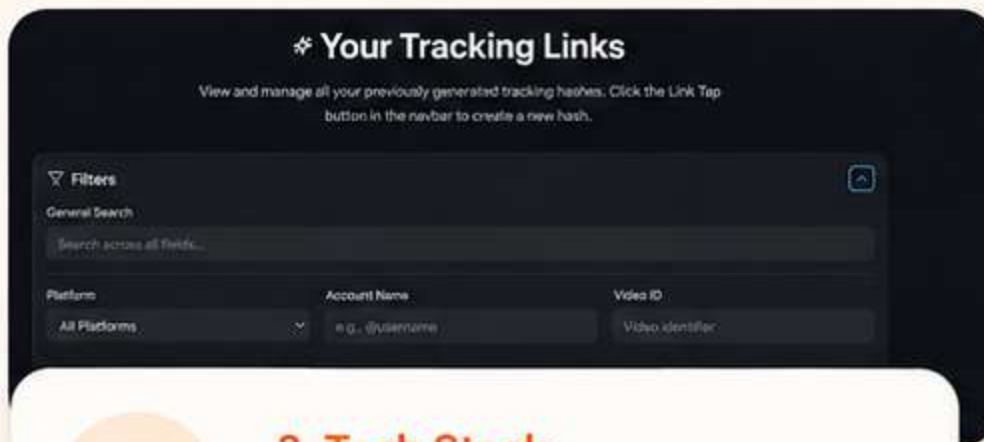 Your Tracking Links
View and manage all your previously generated tracking hashes. Click the Link Tap
button in the navbar to create a new hash.
Filters
General Search
Search across all fields...
Platform Account Name Video ID
All Platforms e.g., @username Video identifier